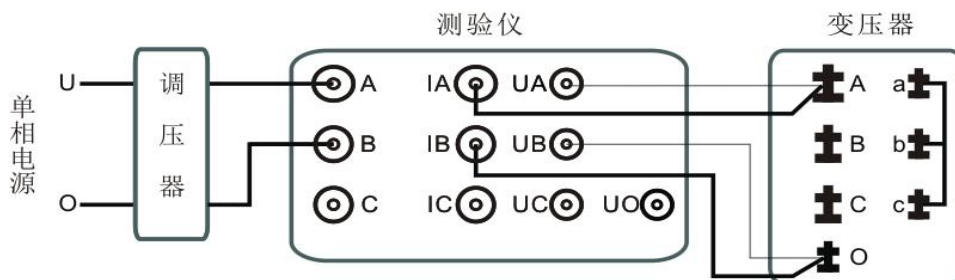 测验仪 变压器
U 调压器 A IA UA A a
单相电源 B IB UB B b
O C IC UC UO C c
O